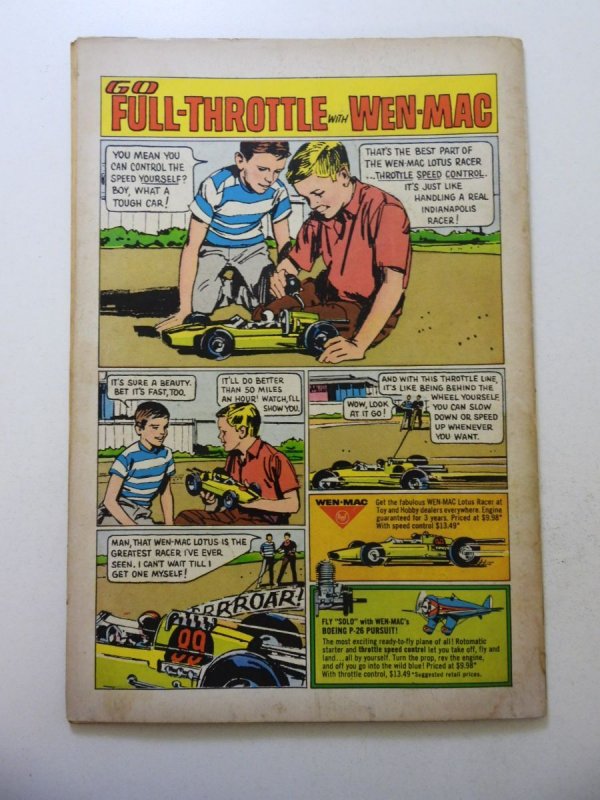 GO
FULL-THROTTLE WITH WEN-MAC
YOU MEAN YOU
CAN CONTROL THE
SPEED YOURSELF?
BOY, WHAT A
TOUGH CAR!
THAT'S THE BEST PART OF
THE WEN-MAC LOTUS RACER
...THROTTLE SPEED CONTROL.
IT'S JUST LIKE
HANDLING A REAL
INDIANAPOLIS
RACER!
IT'S SURE A BEAUTY.
BET IT'S FAST, TOO.
IT'LL DO BETTER
THAN 50 MILES
AN HOUR! WATCH, I'LL
SHOW YOU.
WOW, LOOK
AT IT GO!
AND WITH THIS THROTTLE LINE,
IT'S LIKE BEING BEHIND THE
WHEEL YOURSELF.
YOU CAN SLOW
DOWN OR SPEED
UP WHENEVER
YOU WANT.
MAN, THAT WEN-MAC LOTUS IS THE
GREATEST RACER I'VE EVER
SEEN. I CAN'T WAIT TILL I
GET ONE MYSELF!
RRRROAR!
99
WEN-MAC
Get the fabulous WEN-MAC Lotus Racer at
Toy and Hobby dealers everywhere. Engine
guaranteed for 3 years. Priced at $9.98*
With speed control $13.49*
FLY "SOLO" with WEN-MAC's
BOEING P-26 PURSUIT!
The most exciting ready-to-fly plane of all! Rotomatic
starter and throttle speed control let you take off, fly and
land...all by yourself. Turn the prop, rev the engine,
and off you go into the wild blue! Priced at $9.98*
With throttle control, $13.49 *Suggested retail prices.